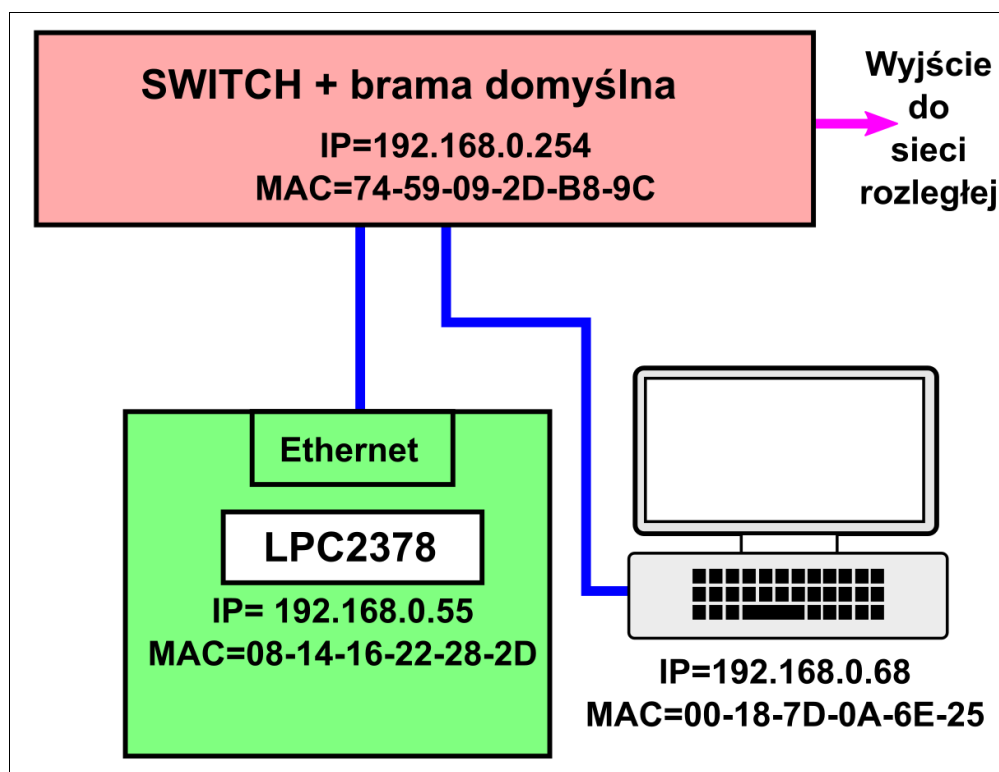 SWITCH + brama domyślna
IP=192.168.0.254
MAC=74-59-09-2D-B8-9C
Wyjście
do
sieci
rozległej
Ethernet
LPC2378
IP= 192.168.0.55
MAC=08-14-16-22-28-2D
IP=192.168.0.68
MAC=00-18-7D-0A-6E-25